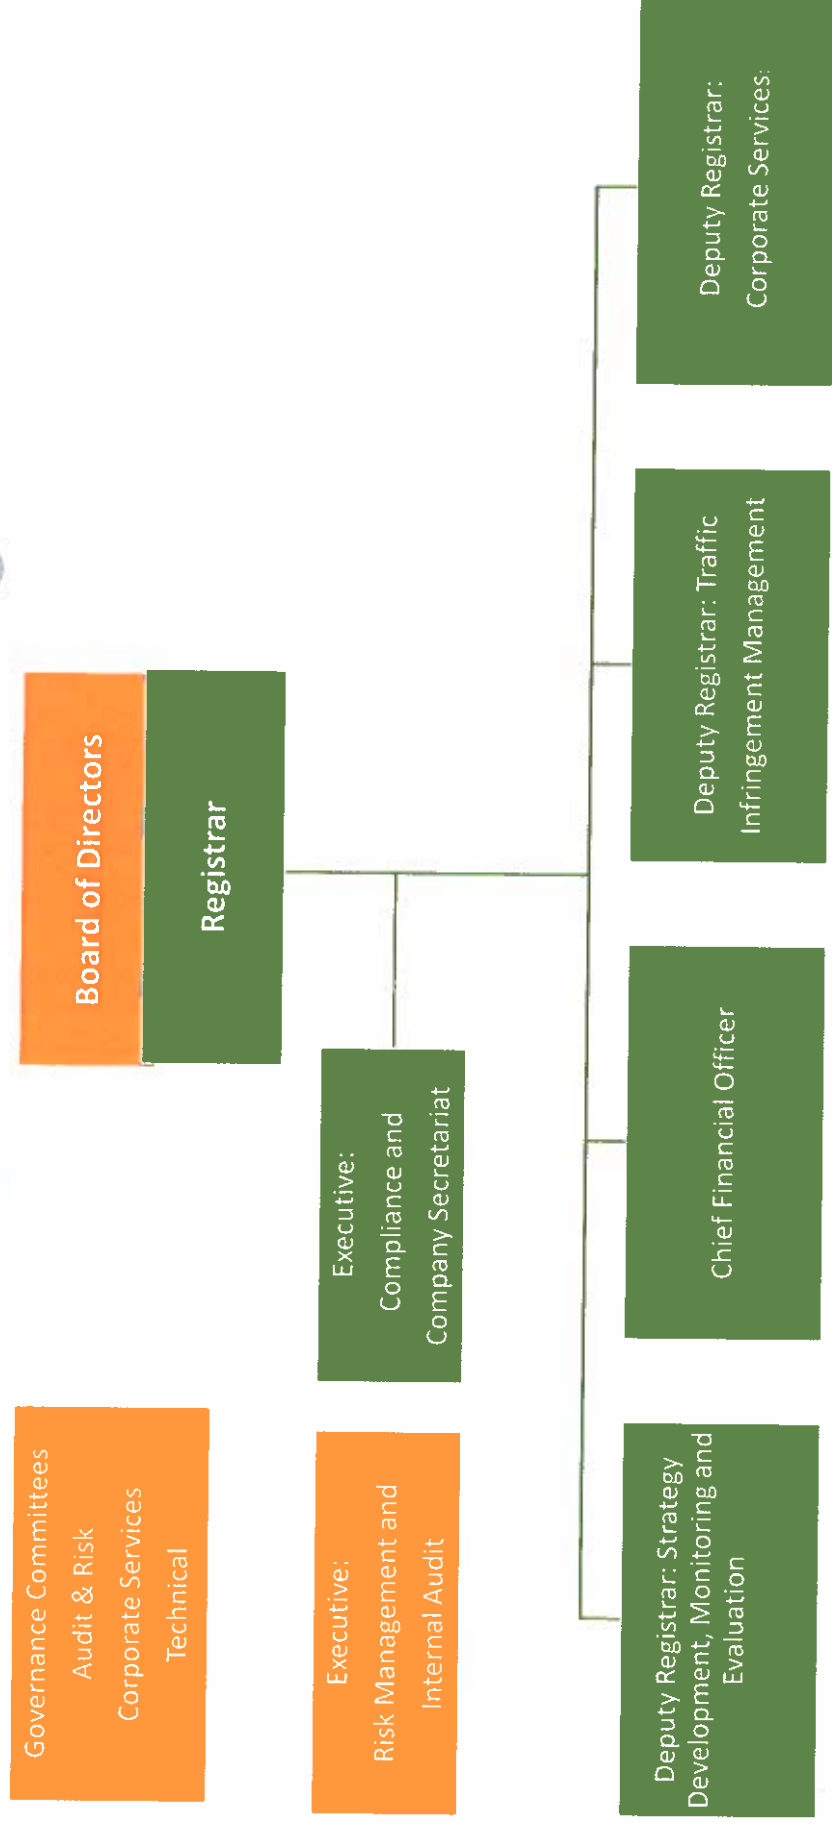 Board of Directors
Registrar
Governance Committees
Audit & Risk
Corporate Services
Technical
Executive:
Risk Management and
Internal Audit
Executive:
Compliance and
Company Secretariat
Deputy Registrar: Strategy
Development, Monitoring and
Evaluation
Chief Financial Officer
Deputy Registrar: Traffic
Infringement Management
Deputy Registrar:
Corporate Services: